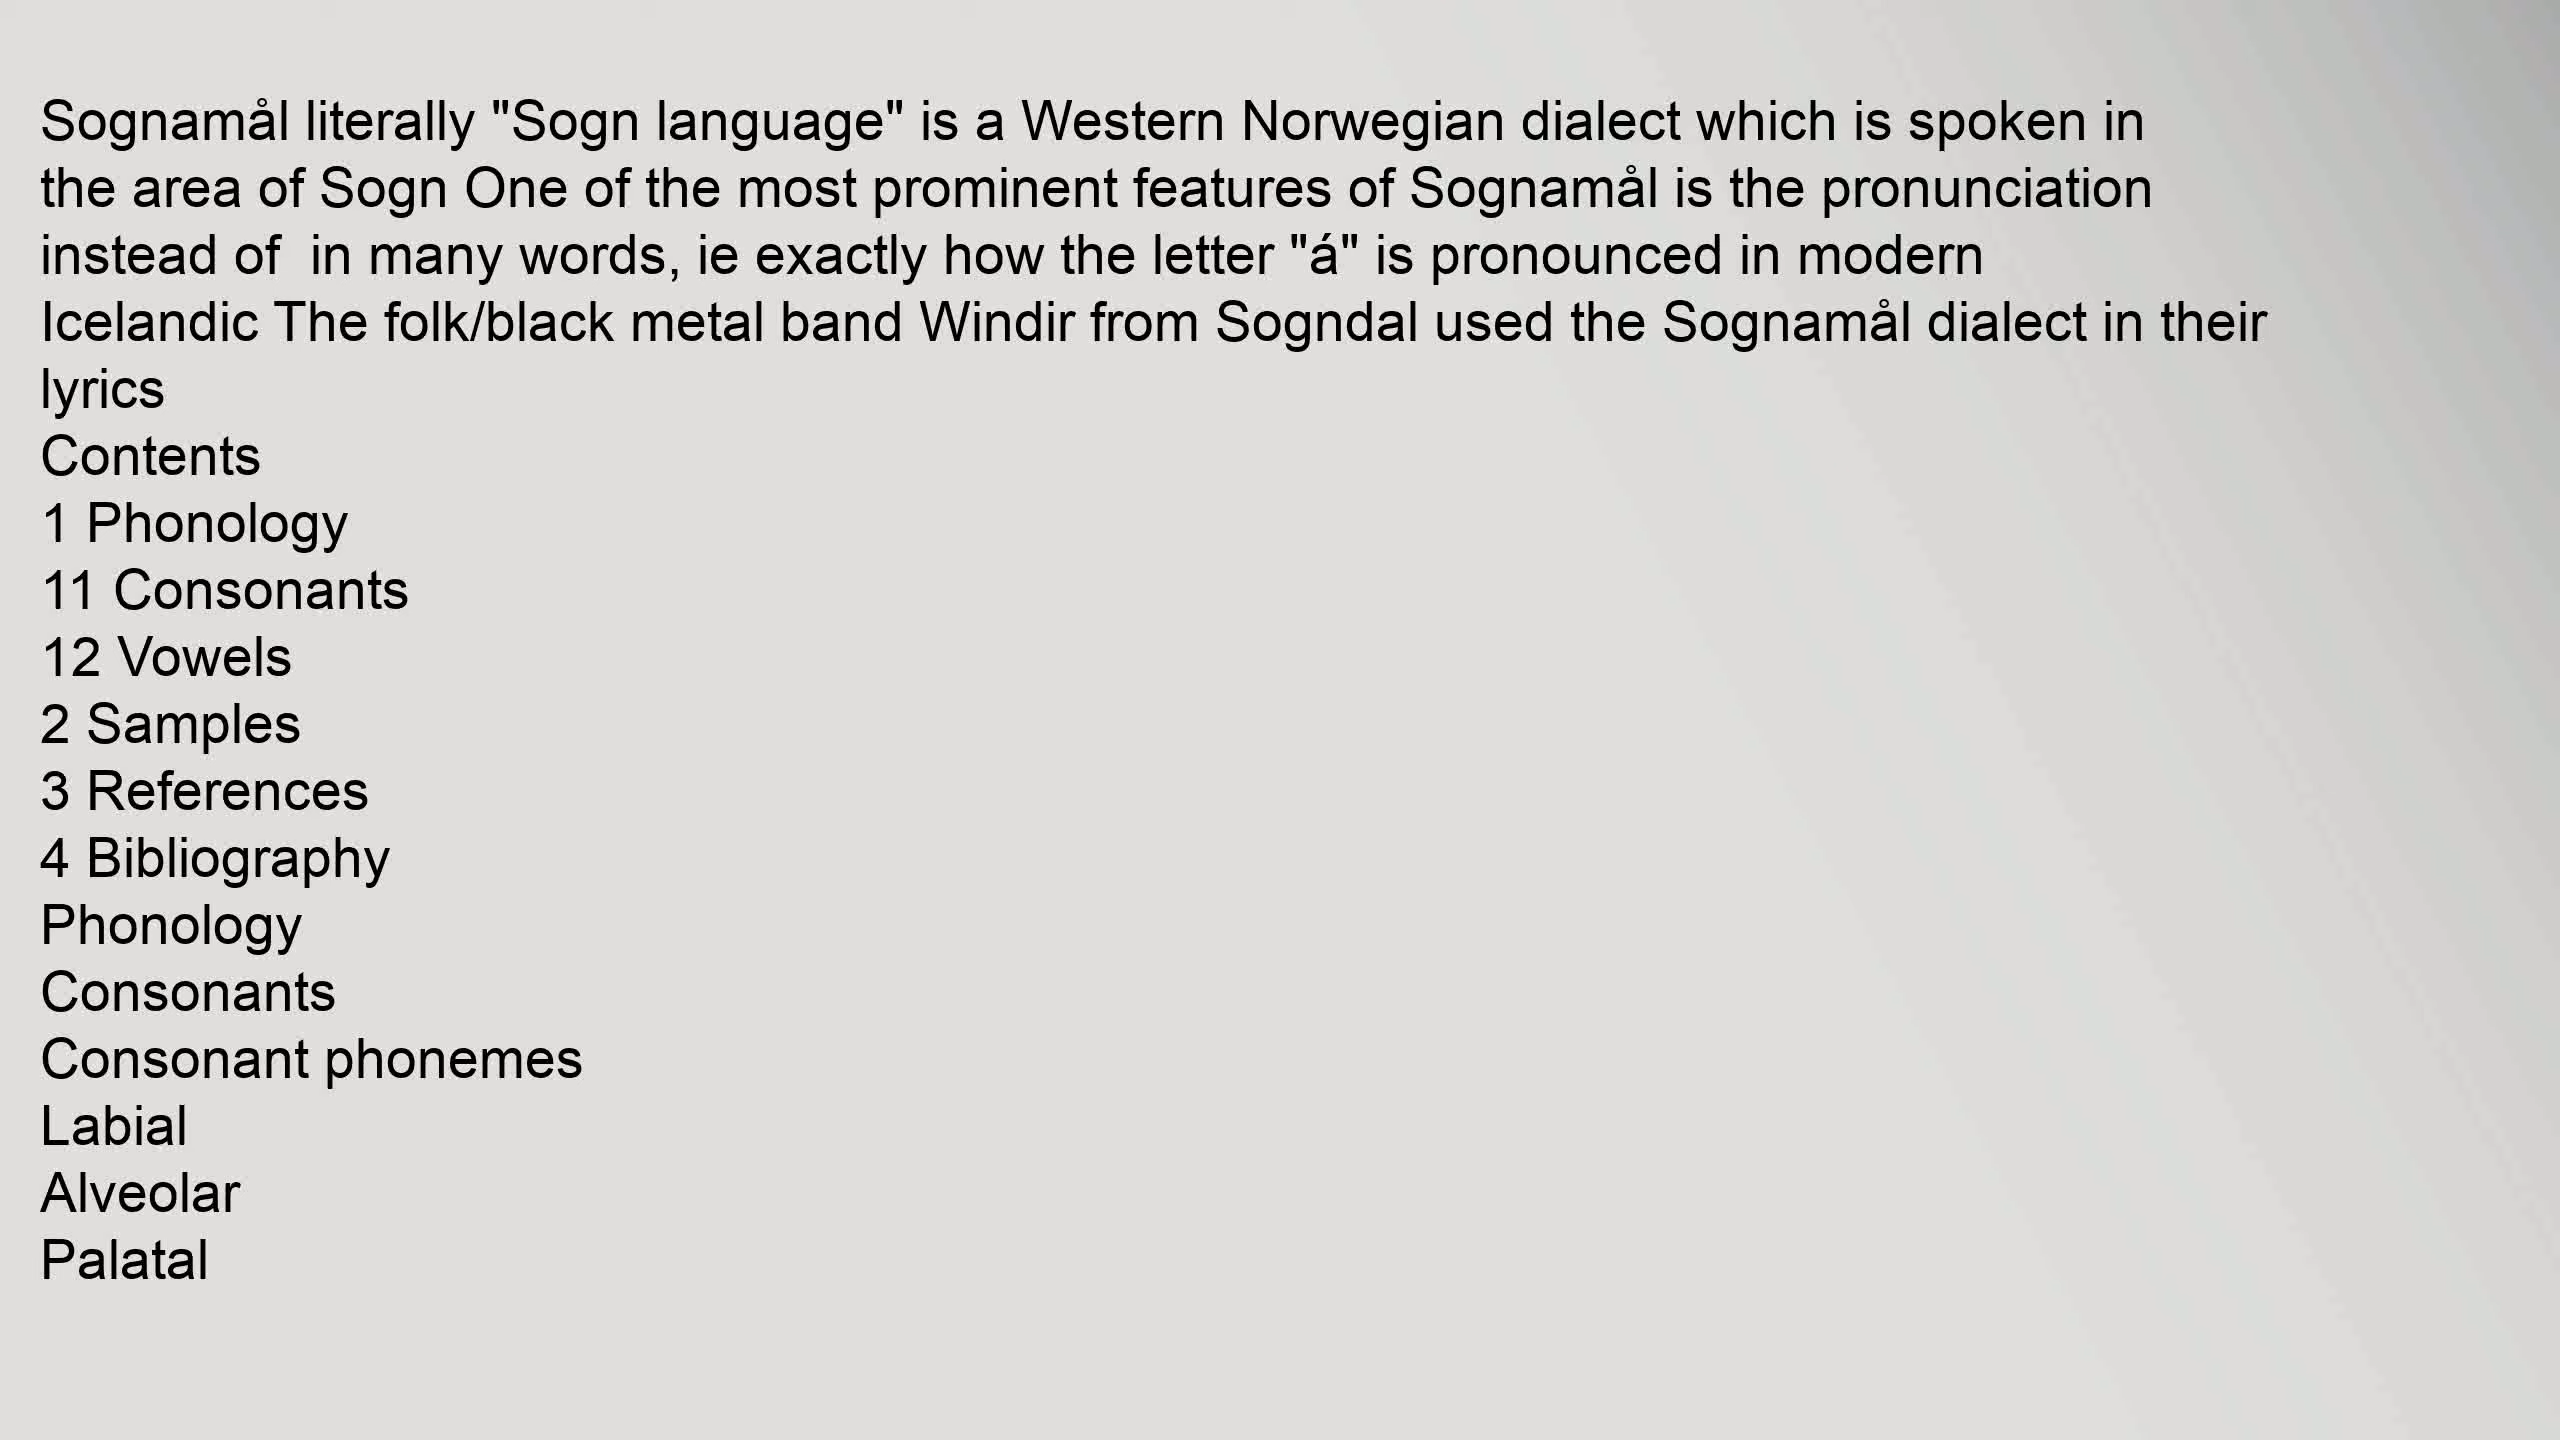 Sognamål literally "Sogn language" is a Western Norwegian dialect which is spoken in
the area of Sogn One of the most prominent features of Sognamål is the pronunciation
instead of  in many words, ie exactly how the letter "á" is pronounced in modern
Icelandic The folk/black metal band Windir from Sogndal used the Sognamål dialect in their
lyrics
Contents
1 Phonology
11 Consonants
12 Vowels
2 Samples
3 References
4 Bibliography
Phonology
Consonants
Consonant phonemes
Labial
Alveolar
Palatal